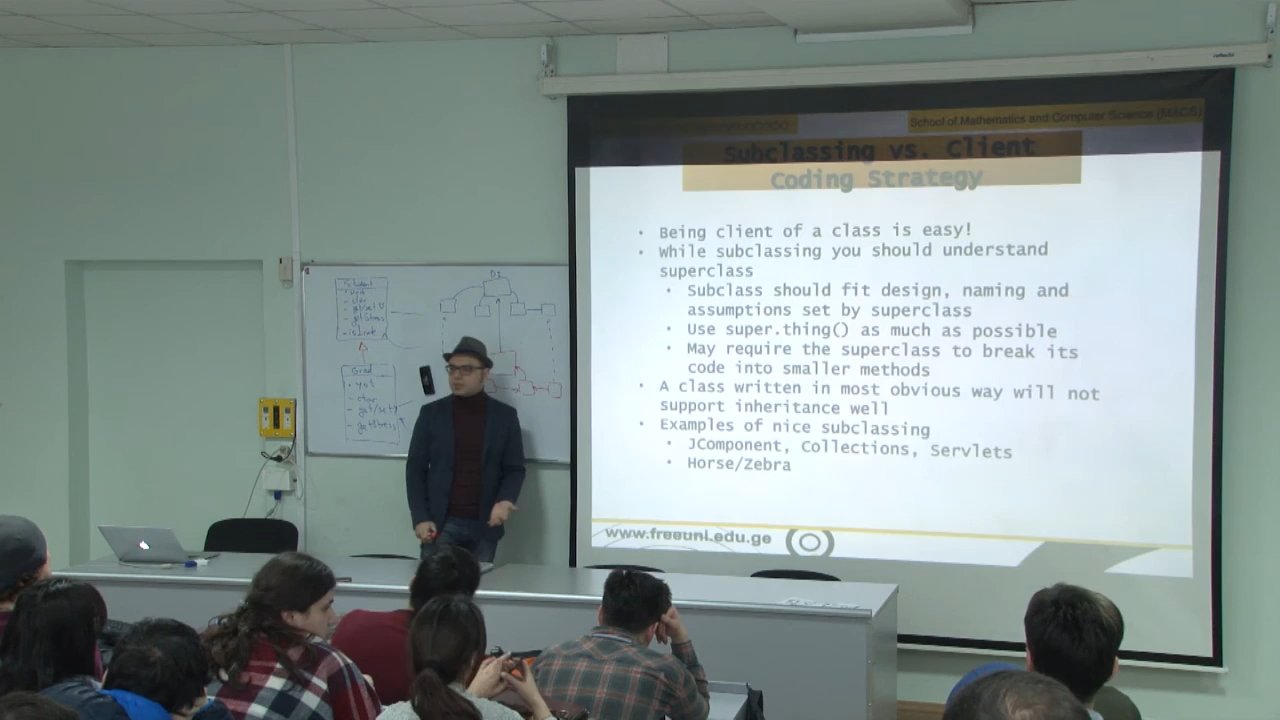 School of Mathematics and Computer Science (MACS)
Subclassing vs. Client
Coding Strategy
• Being client of a class is easy!
• While subclassing you should understand
superclass
• Subclass should fit design, naming and
assumptions set by superclass
• Use super.thing() as much as possible
• May require the superclass to break its
code into smaller methods
• A class written in most obvious way will not
support inheritance well
• Examples of nice subclassing
• JComponent, Collections, Servlets
• Horse/Zebra
www.freeuni.edu.ge
Student
Grad